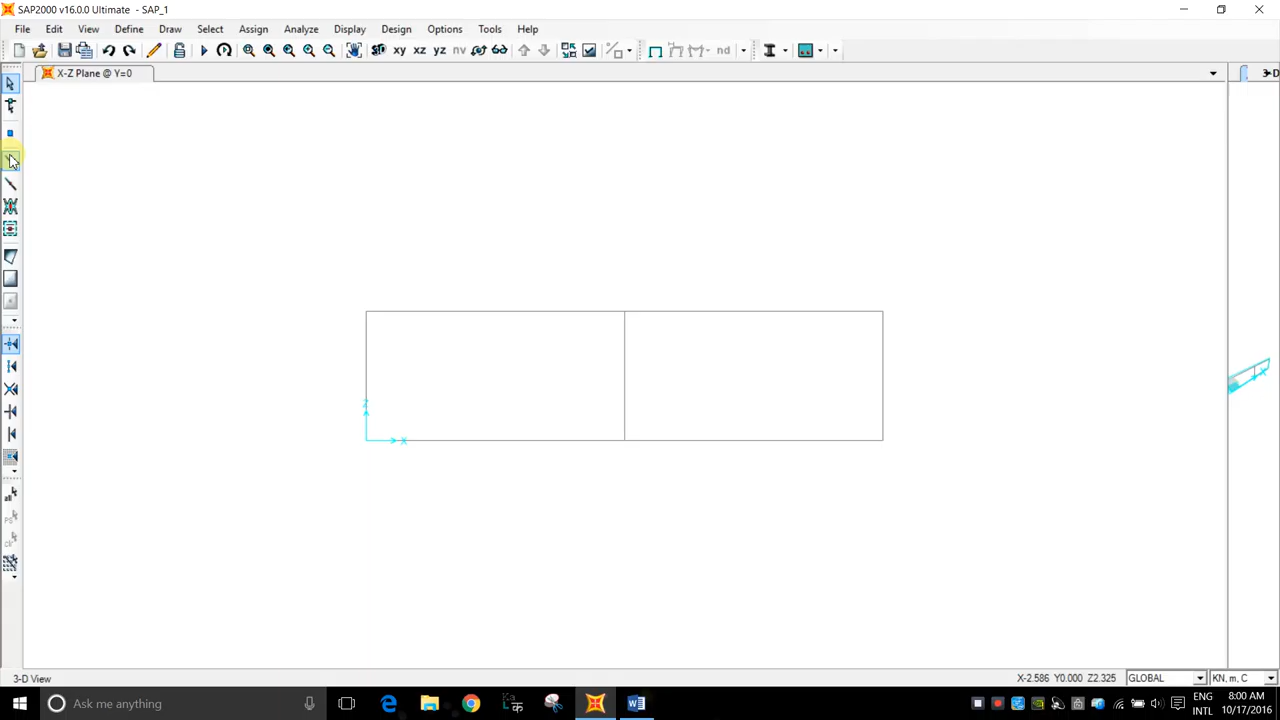 SAP2000 v16.0.0 Ultimate - SAP_1
File Edit View Define Draw Select Assign Analyze Display Design Options Tools Help
3D xy xz yz nv nd
X-Z Plane @ Y=0
3-D
Z
X
3-D View
X-2.586 Y0.000 Z2.325
GLOBAL
KN, m, C
Ask me anything
ENG
INTL
8:00 AM
10/17/2016